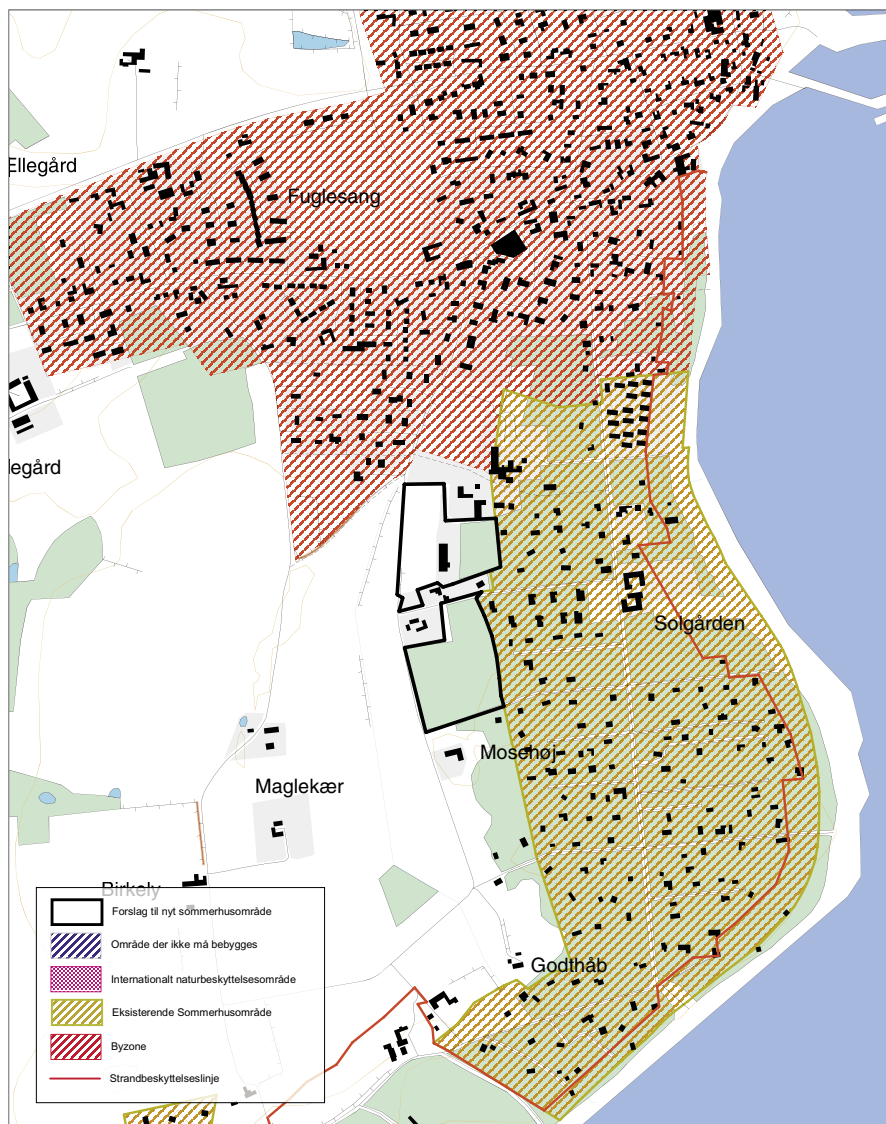 Ellegård
Fuglesang
legård
Solgården
Mosehøj
Maglekær
Birkely
Godthåb
Forslag til nyt sommerhusområde
Område der ikke må bebygges
Internationalt naturbeskyttelsesområde
Eksisterende Sommerhusområde
Byzone
Strandbeskyttelseslinje